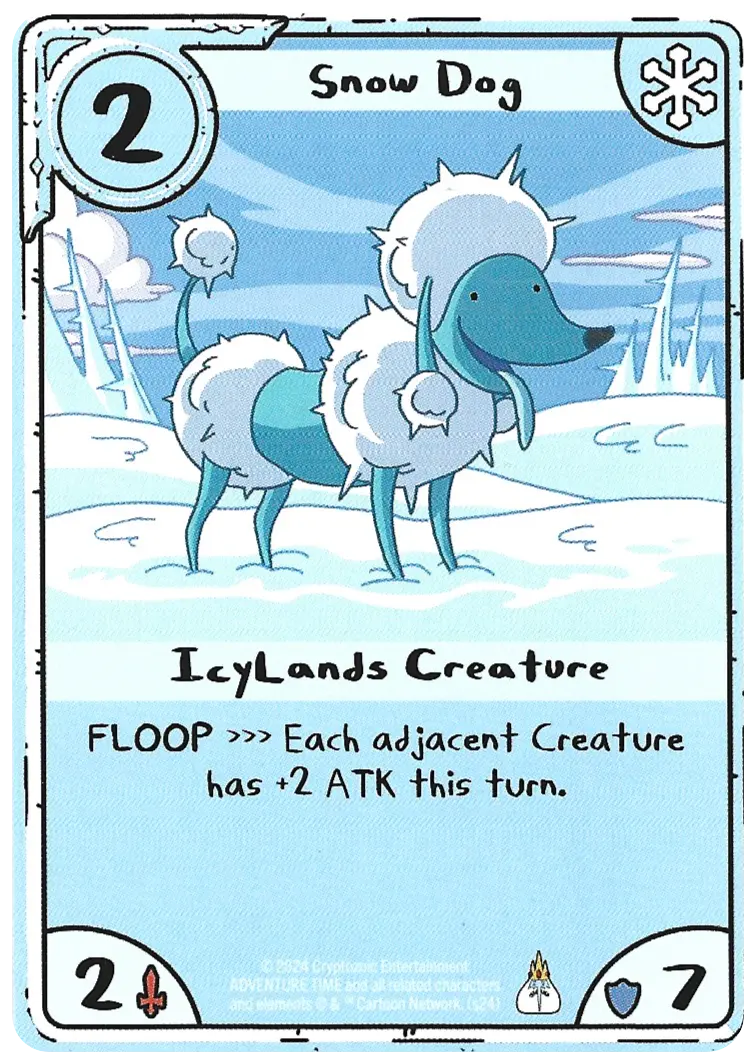 2
Snow Dog
IcyLands Creature
FLOOP >>> Each adjacent Creature
has +2 ATK this turn.
2
7
© 2024 Cryptozoic Entertainment
ADVENTURE TIME and all related characters
and elements © & ™ Cartoon Network. (s24)